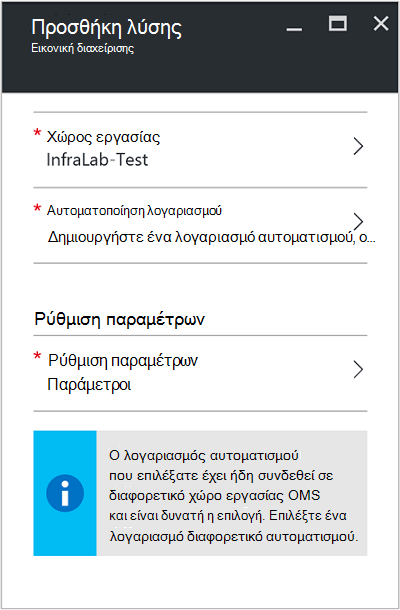 Προσθήκη λύσης
Εικονική διαχείρισης
* Χώρος εργασίας
InfraLab-Test
* Αυτοματοποίηση λογαριασμού
Δημιουργήστε ένα λογαριασμό αυτοματισμού, ο...
Ρύθμιση παραμέτρων
* Ρύθμιση παραμέτρων
Παράμετροι
Ο λογαριασμός αυτοματισμού
που επιλέξατε έχει ήδη συνδεθεί σε
διαφορετικό χώρο εργασίας OMS
και είναι δυνατή η επιλογή. Επιλέξτε ένα
λογαριασμό διαφορετικό αυτοματισμού.